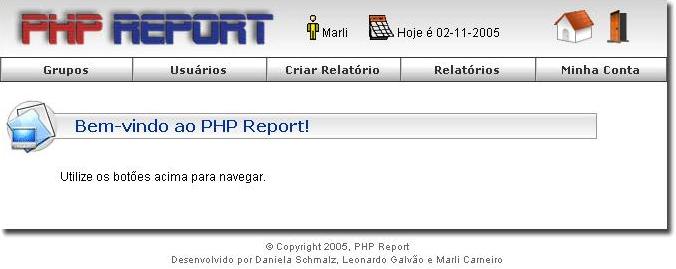 PHP REPORT
Marli
Hoje é 02-11-2005
Grupos
Usuários
Criar Relatório
Relatórios
Minha Conta
Bem-vindo ao PHP Report!
Utilize os botões acima para navegar.
© Copyright 2005, PHP Report
Desenvolvido por Daniela Schmalz, Leonardo Galvão e Marli Carneiro